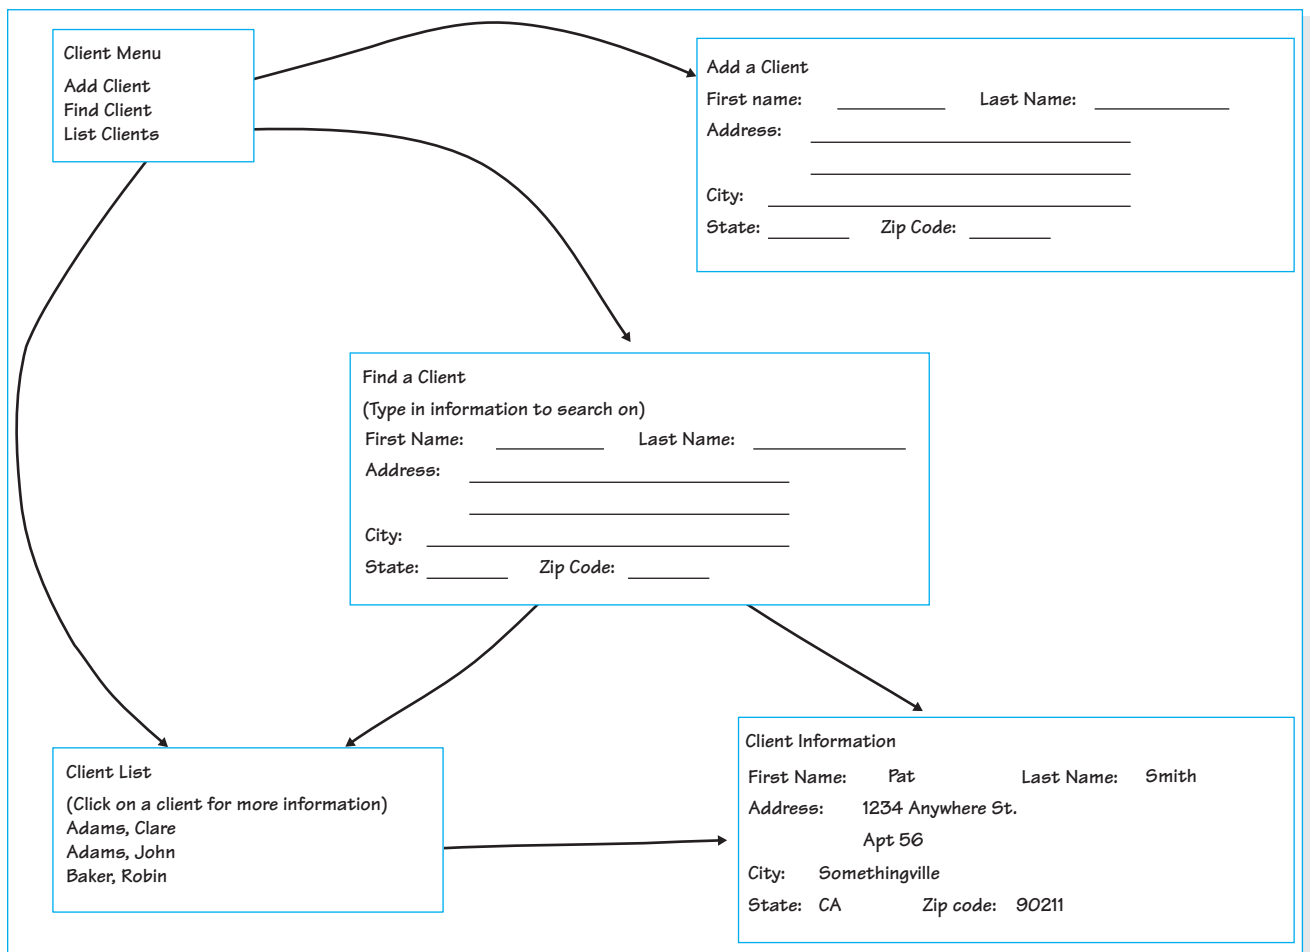 Client Menu
Add Client
Find Client
List Clients
Add a Client
First name: Last Name:
Address:
City:
State: Zip Code:
Find a Client
(Type in information to search on)
First Name: Last Name:
Address:
City:
State: Zip Code:
Client List
(Click on a client for more information)
Adams, Clare
Adams, John
Baker, Robin
Client Information
First Name: Pat Last Name: Smith
Address: 1234 Anywhere St.
Apt 56
City: Somethingville
State: CA Zip code: 90211